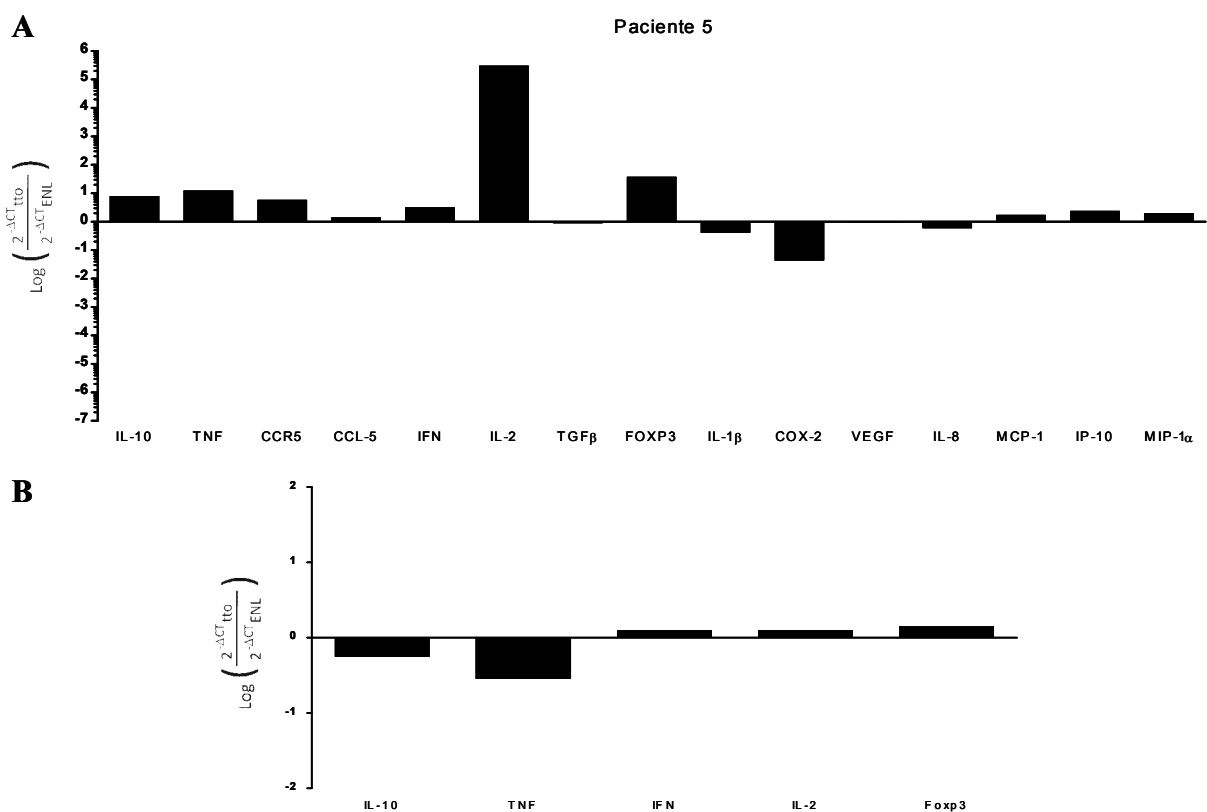 A
Paciente 5
6
5
4
3
2
1
0
-1
-2
-3
-4
-5
-6
-7
Log ( 2^-ΔCT tto / 2^-ΔCT ENL )
IL-10 TNF CCR5 CCL-5 IFN IL-2 TGFβ FOXP3 IL-1β COX-2 VEGF IL-8 MCP-1 IP-10 MIP-1α
B
2
1
0
-1
-2
Log ( 2^-ΔCT tto / 2^-ΔCT ENL )
IL-10 TNF IFN IL-2 Foxp3